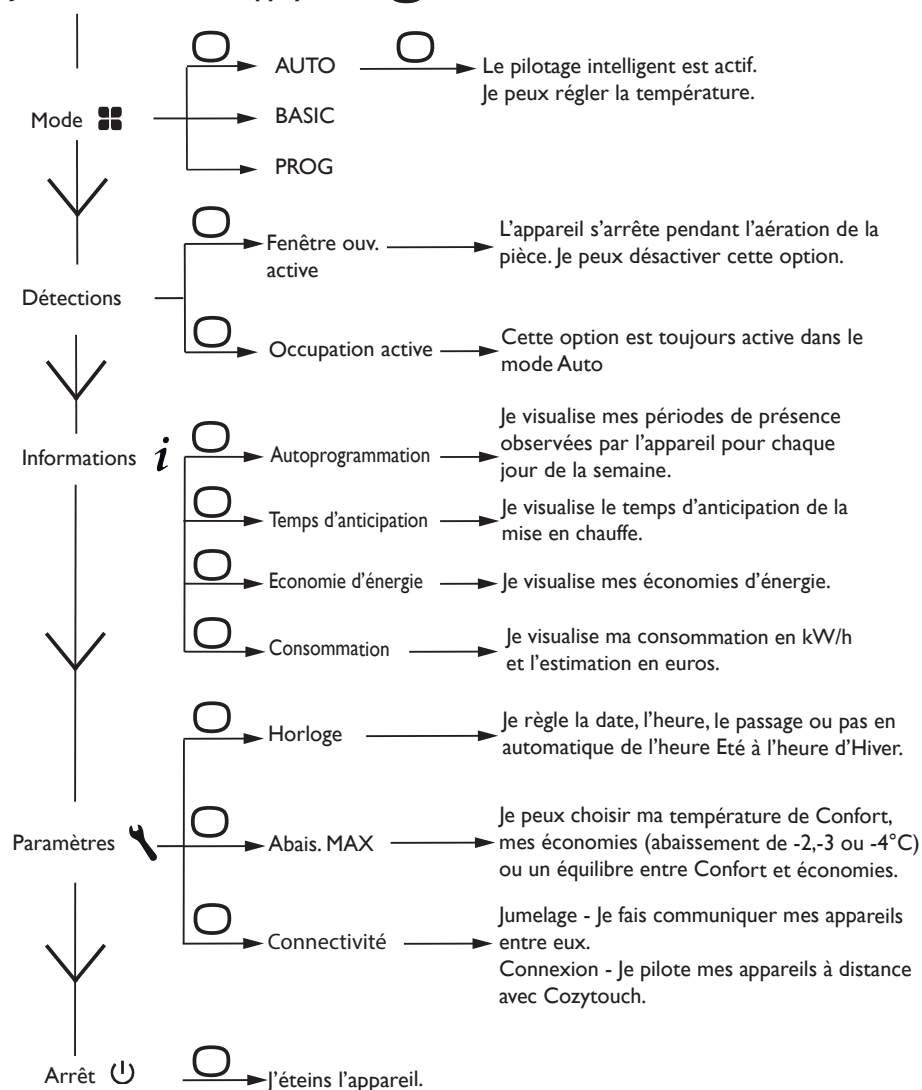 AUTO
Le pilotage intelligent est actif.
Je peux régler la température.
Mode
BASIC
PROG
Fenêtre ouv.
active
L'appareil s'arrête pendant l'aération de la
pièce. Je peux désactiver cette option.
Détections
Occupation active
Cette option est toujours active dans le
mode Auto
Informations i
Autoprogrammation
Je visualise mes périodes de présence
observées par l'appareil pour chaque
jour de la semaine.
Temps d'anticipation
Je visualise le temps d'anticipation de la
mise en chauffe.
Economie d'énergie
Je visualise mes économies d'énergie.
Consommation
Je visualise ma consommation en kW/h
et l'estimation en euros.
Horloge
Je règle la date, l'heure, le passage ou pas en
automatique de l'heure Eté à l'heure d'Hiver.
Paramètres
Abais. MAX
Je peux choisir ma température de Confort,
mes économies (abaissement de -2,-3 ou -4°C)
ou un équilibre entre Confort et économies.
Connectivité
Jumelage - Je fais communiquer mes appareils
entre eux.
Connexion - Je pilote mes appareils à distance
avec Cozytouch.
Arrêt
J'éteins l'appareil.